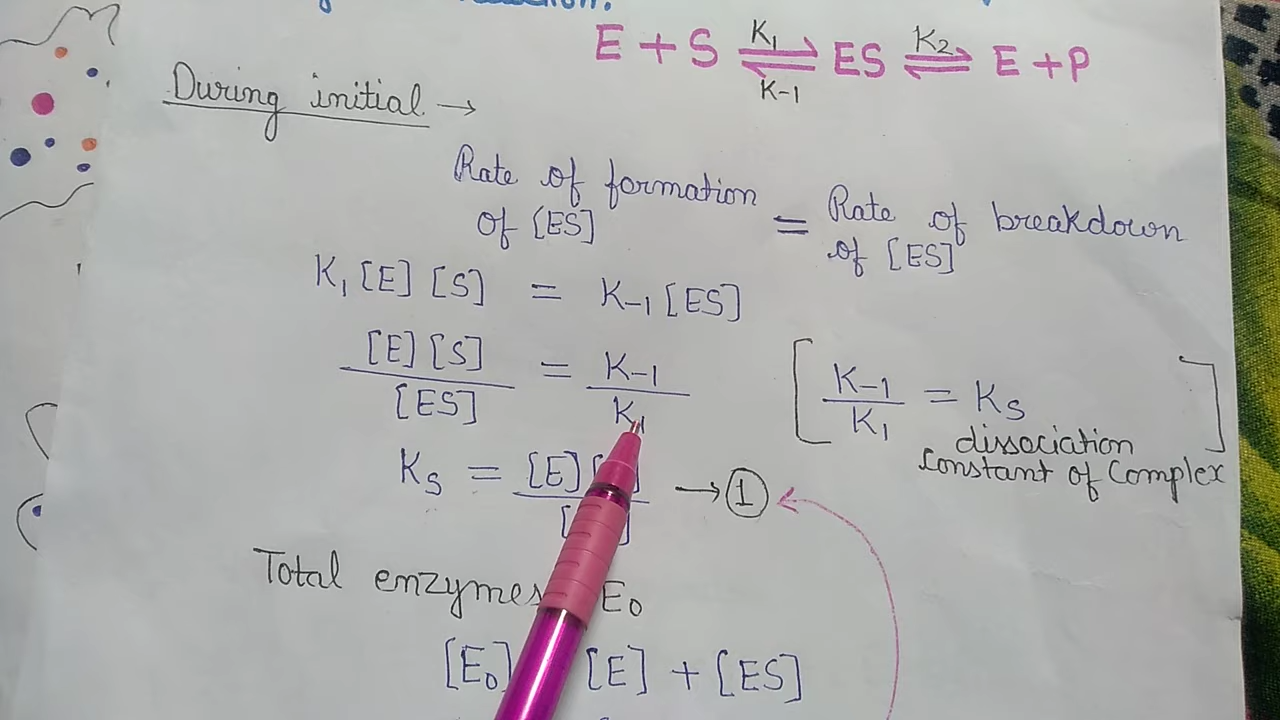 E + S ⇌ ES ⇌ E + P
K1 K2
K-1
During initial →
Rate of formation of [ES] = Rate of breakdown of [ES]
K1 [E] [S] = K-1 [ES]
[E] [S] / [ES] = K-1 / K1 [ K-1 / K1 = KS
dissociation
Constant of Complex ]
KS = [E] [ ] / [ ] → 1
Total enzymes E0
[E0] [E] + [ES]